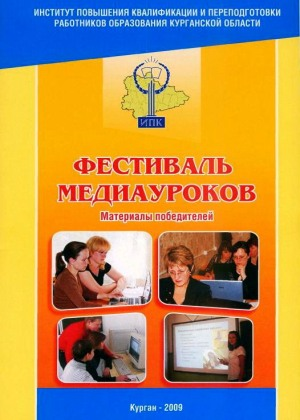 ИНСТИТУТ ПОВЫШЕНИЯ КВАЛИФИКАЦИИ И ПЕРЕПОДГОТОВКИ
РАБОТНИКОВ ОБРАЗОВАНИЯ КУРГАНСКОЙ ОБЛАСТИ
ИПК
ФЕСТИВАЛЬ
МЕДИАУРОКОВ
Материалы победителей
Курган - 2009